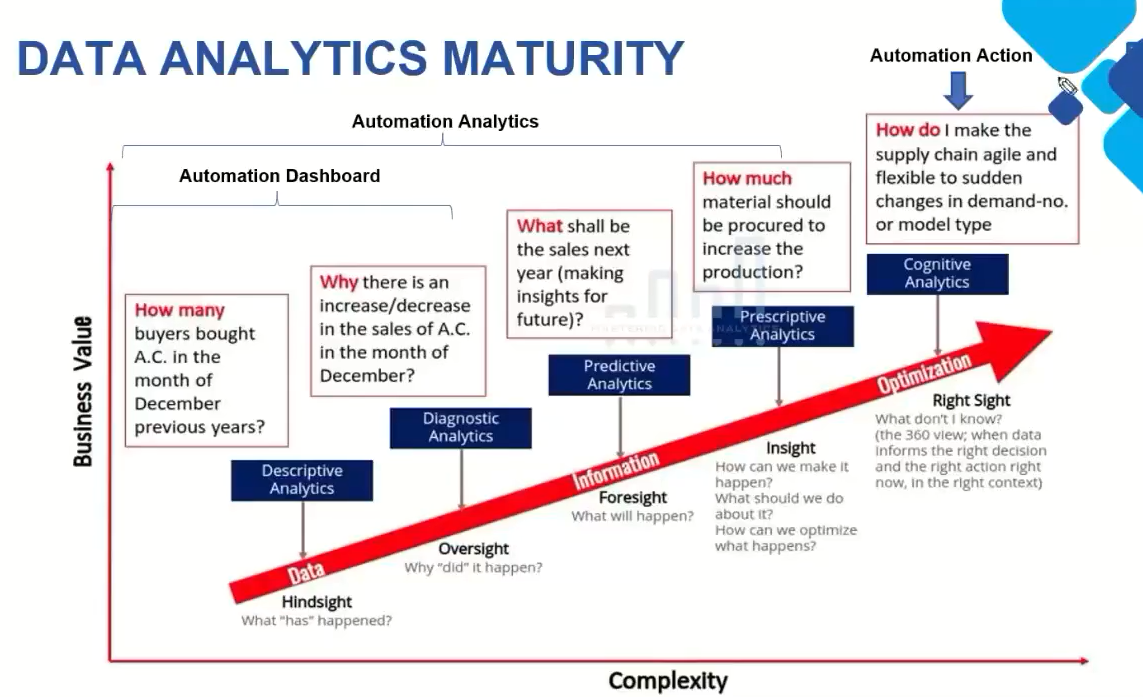 DATA ANALYTICS MATURITY
Automation Action
Automation Analytics
Automation Dashboard
How many
buyers bought
A.C. in the
month of
December
previous years?
Why there is an
increase/decrease
in the sales of A.C.
in the month of
December?
What shall be
the sales next
year (making
insights for
future)?
How much
material should
be procured to
increase the
production?
How do I make the
supply chain agile and
flexible to sudden
changes in demand-no.
or model type
Descriptive
Analytics
Diagnostic
Analytics
Predictive
Analytics
Prescriptive
Analytics
Cognitive
Analytics
Data
Information
Optimization
Hindsight
What "has" happened?
Oversight
Why "did" it happen?
Foresight
What will happen?
Insight
How can we make it
happen?
What should we do
about it?
How can we optimize
what happens?
Right Sight
What don't I know?
(the 360 view; when data
informs the right decision
and the right action right
now, in the right context)
Business Value
Complexity